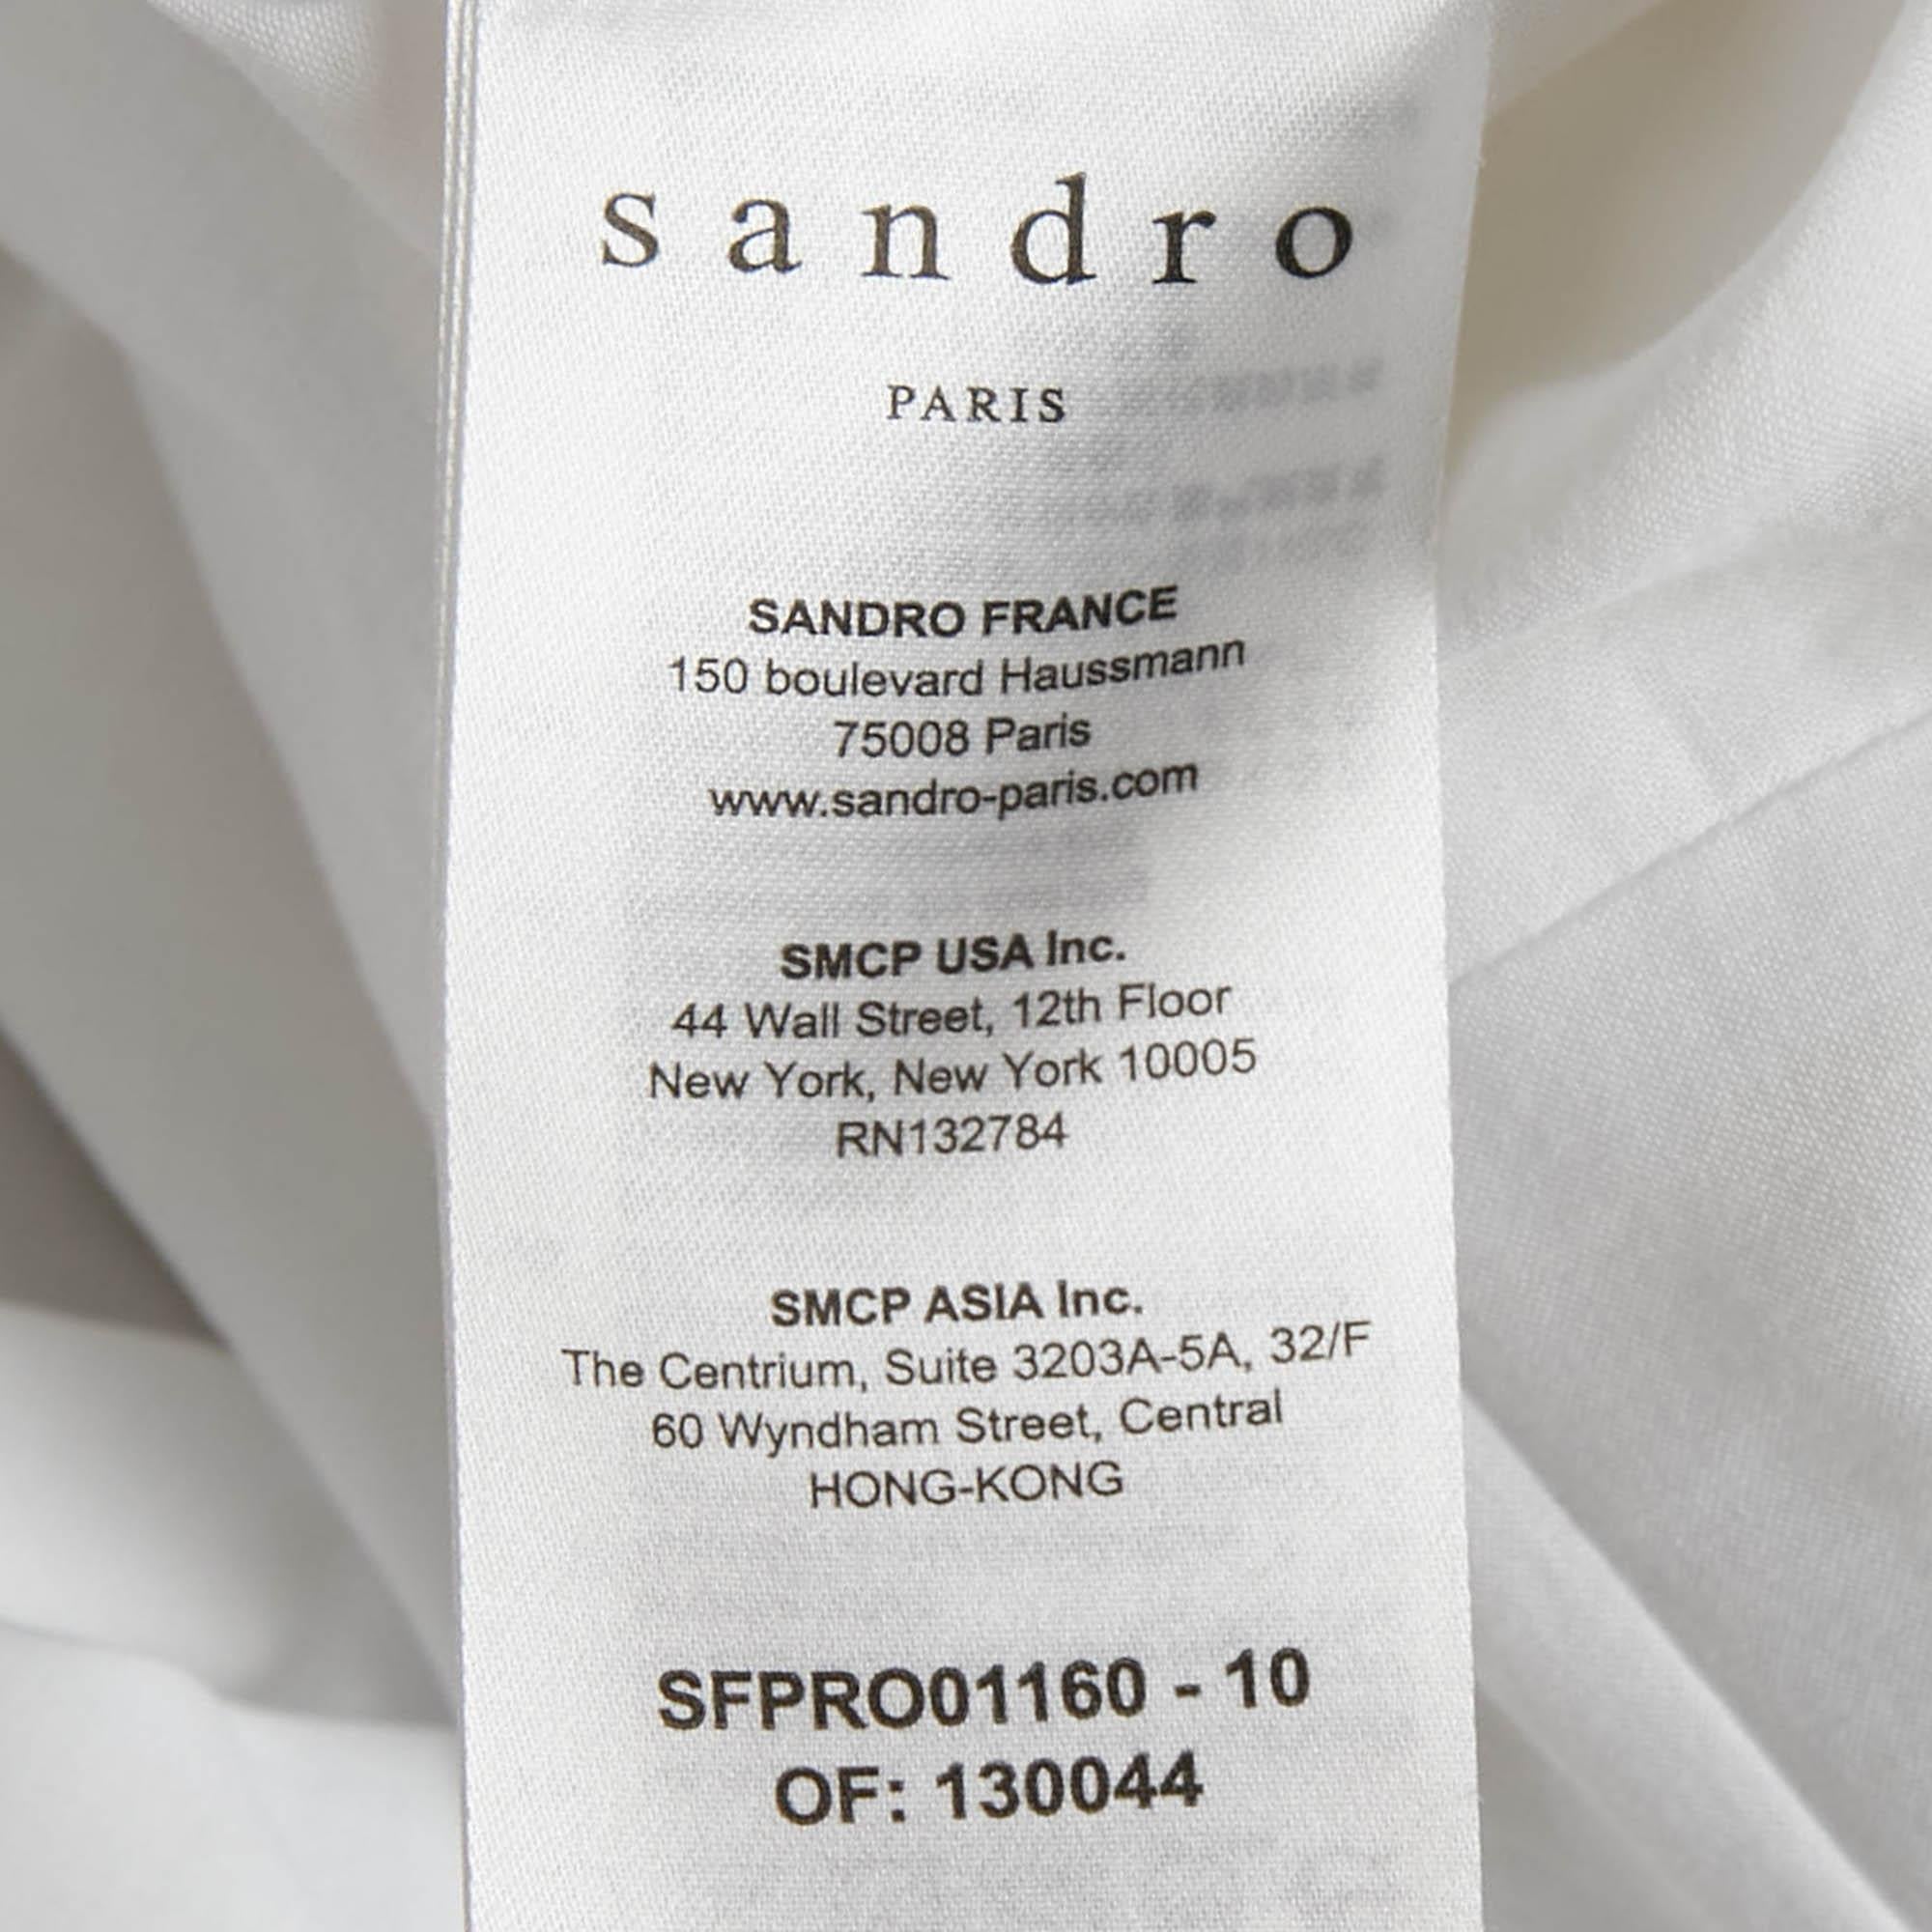 sandro
PARIS
SANDRO FRANCE
150 boulevard Haussmann
75008 Paris
www.sandro-paris.com
SMCP USA Inc.
44 Wall Street, 12th Floor
New York, New York 10005
RN132784
SMCP ASIA Inc.
The Centrium, Suite 3203A-5A, 32/F
60 Wyndham Street, Central
HONG-KONG
SFPRO01160 - 10
OF: 130044